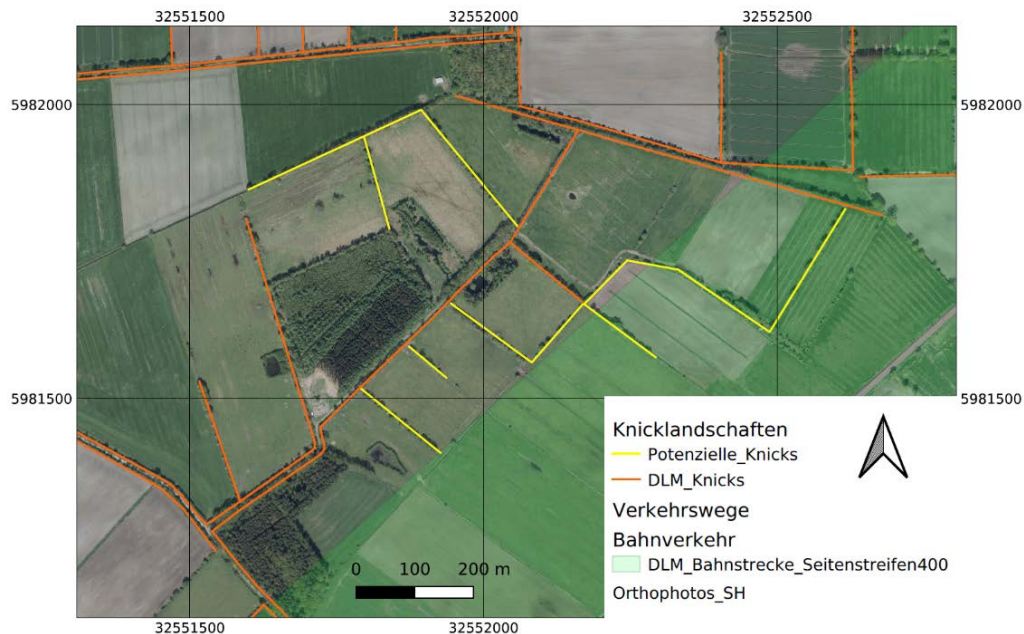 32551500 32552000 32552500
5982000 5982000
5981500 5981500
Knicklandschaften
Potenzielle_Knicks
DLM_Knicks
Verkehrswege
Bahnverkehr
DLM_Bahnstrecke_Seitenstreifen400
Orthophotos_SH
0 100 200 m
32551500 32552000